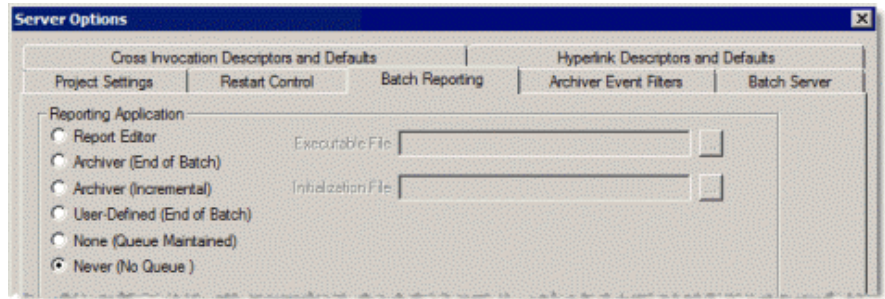 Server Options
Cross Invocation Descriptors and Defaults Hyperlink Descriptors and Defaults
Project Settings Restart Control Batch Reporting Archiver Event Filters Batch Server
Reporting Application
Report Editor Executable File ...
Archiver (End of Batch)
Archiver (Incremental) Initialization File ...
User-Defined (End of Batch)
None (Queue Maintained)
Never (No Queue )